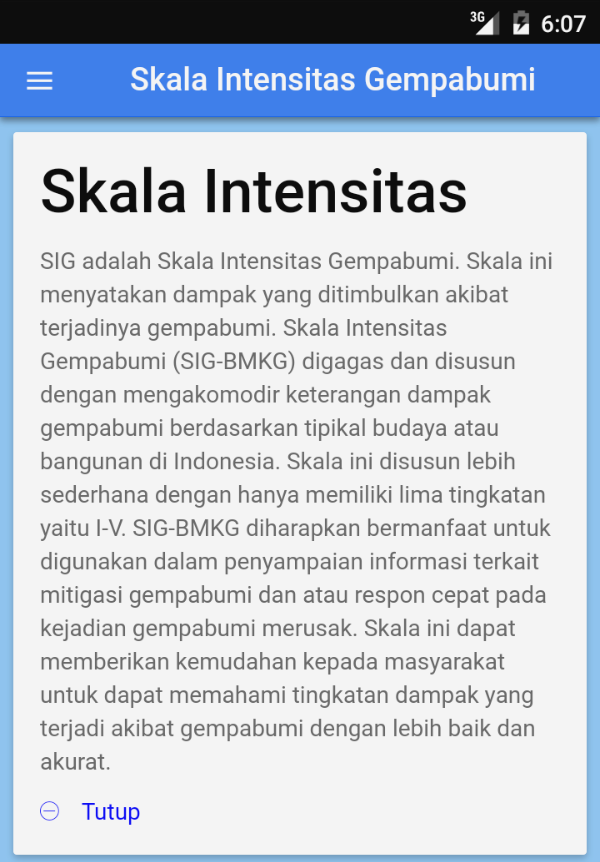 3G 6:07
Skala Intensitas Gempabumi
Skala Intensitas
SIG adalah Skala Intensitas Gempabumi. Skala ini
menyatakan dampak yang ditimbulkan akibat
terjadinya gempabumi. Skala Intensitas
Gempabumi (SIG-BMKG) digagas dan disusun
dengan mengakomodir keterangan dampak
gempabumi berdasarkan tipikal budaya atau
bangunan di Indonesia. Skala ini disusun lebih
sederhana dengan hanya memiliki lima tingkatan
yaitu I-V. SIG-BMKG diharapkan bermanfaat untuk
digunakan dalam penyampaian informasi terkait
mitigasi gempabumi dan atau respon cepat pada
kejadian gempabumi merusak. Skala ini dapat
memberikan kemudahan kepada masyarakat
untuk dapat memahami tingkatan dampak yang
terjadi akibat gempabumi dengan lebih baik dan
akurat.
Tutup